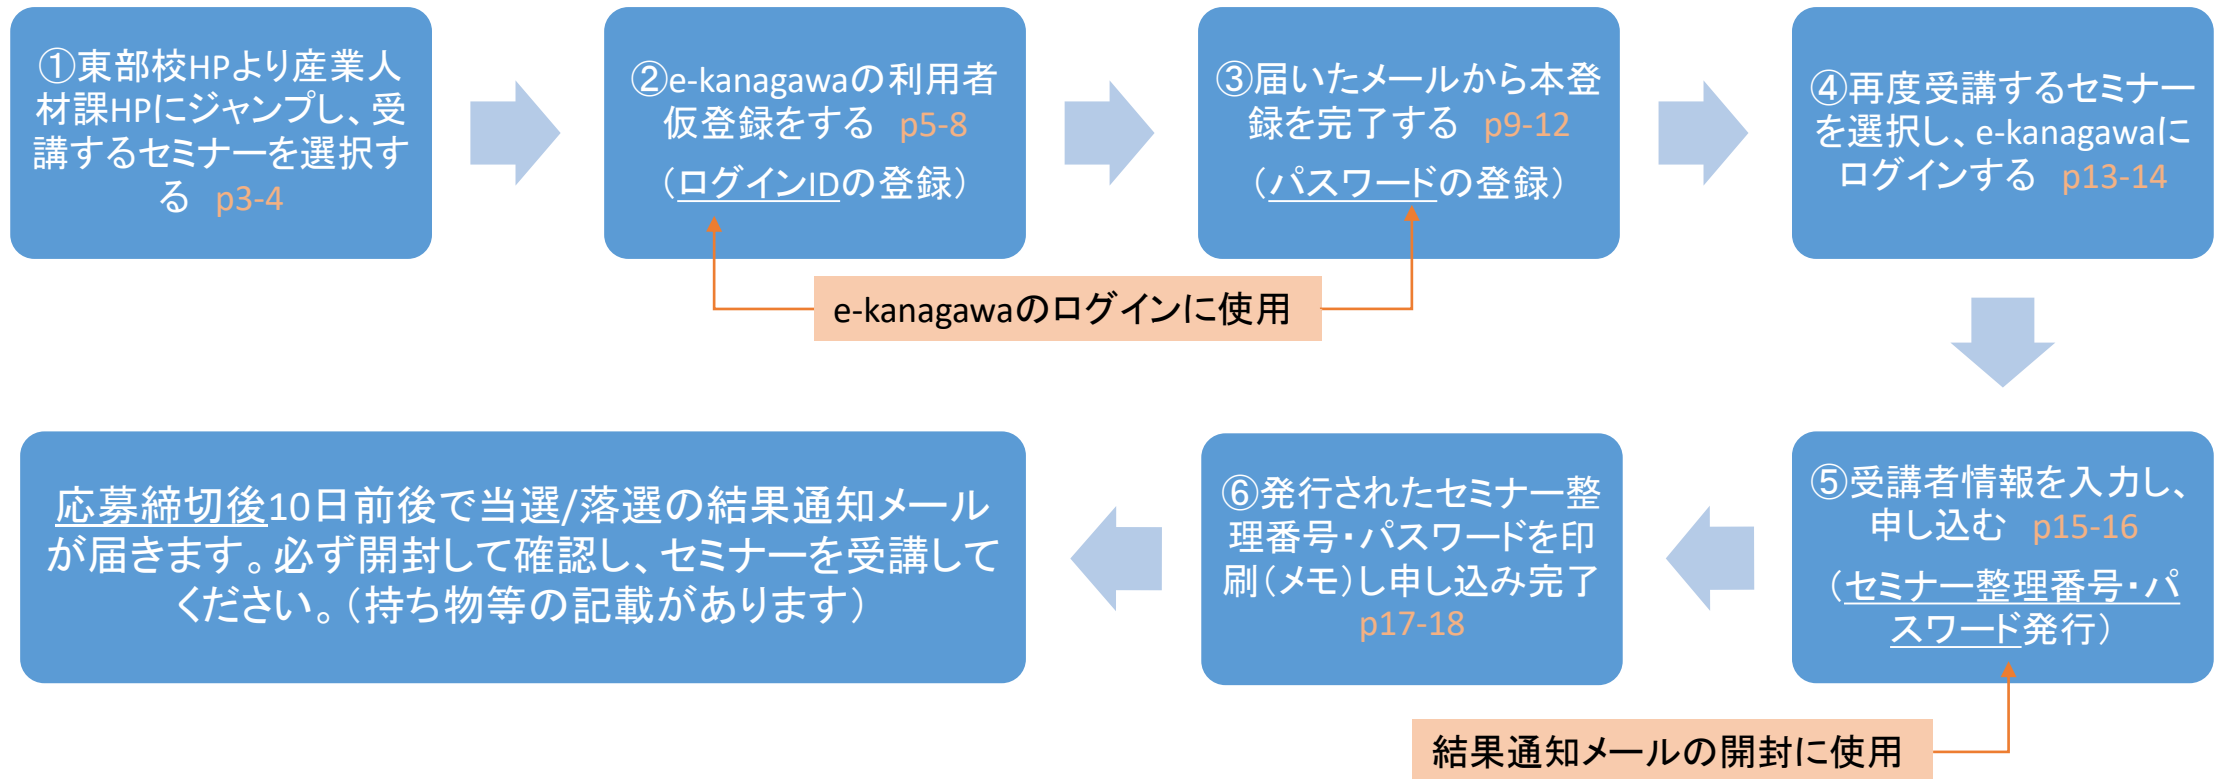 ①東部校HPより産業人
材課HPにジャンプし、受
講するセミナーを選択す
る p3-4
②e-kanagawaの利用者
仮登録をする p5-8
（ログインIDの登録）
③届いたメールから本登
録を完了する p9-12
（パスワードの登録）
④再度受講するセミナー
を選択し、e-kanagawaに
ログインする p13-14
e-kanagawaのログインに使用
⑤受講者情報を入力し、
申し込む p15-16
（セミナー整理番号・パ
スワード発行）
結果通知メールの開封に使用
⑥発行されたセミナー整
理番号・パスワードを印
刷（メモ）し申し込み完了
p17-18
応募締切後10日前後で当選/落選の結果通知メール
が届きます。必ず開封して確認し、セミナーを受講して
ください。（持ち物等の記載があります）